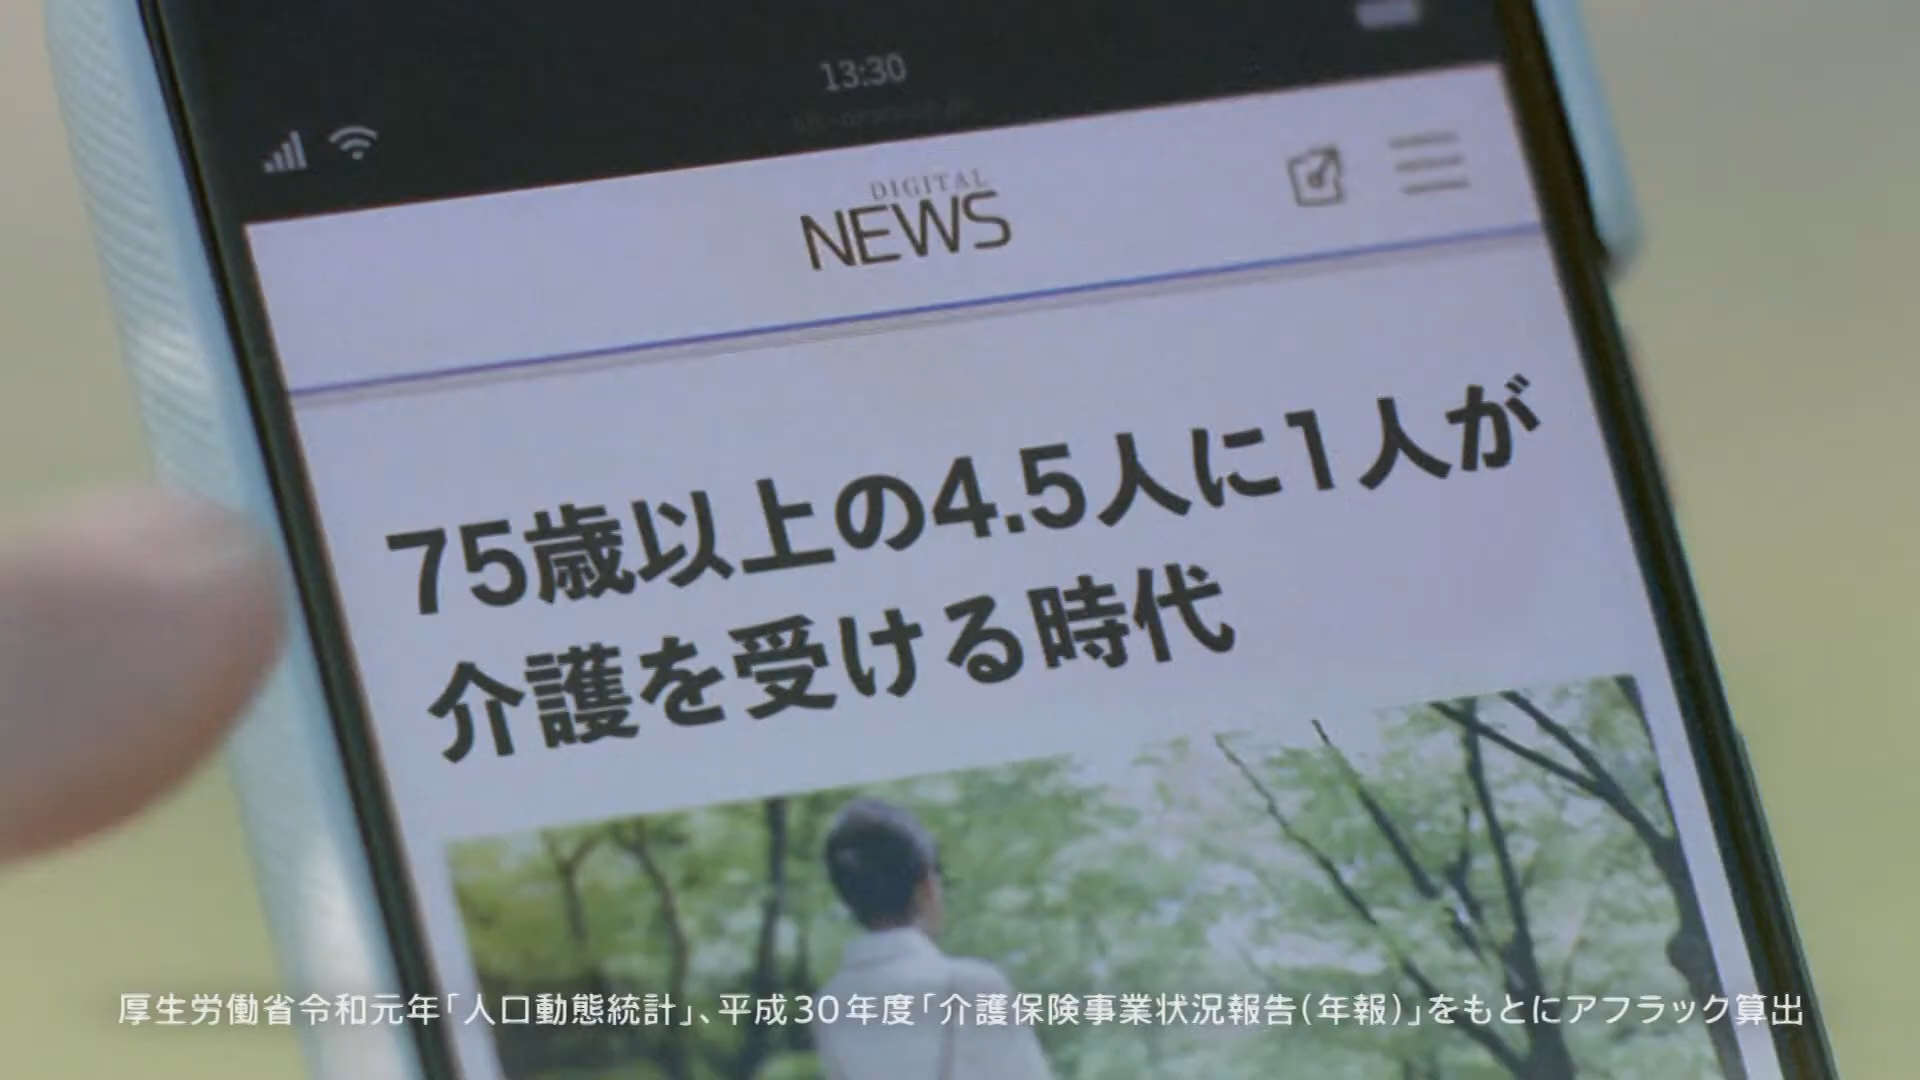 13:30
DIGITAL
NEWS
75歳以上の4.5人に1人が
介護を受ける時代
厚生労働省令和元年「人口動態統計」、平成30年度「介護保険事業状況報告(年報)」をもとにアフラック算出